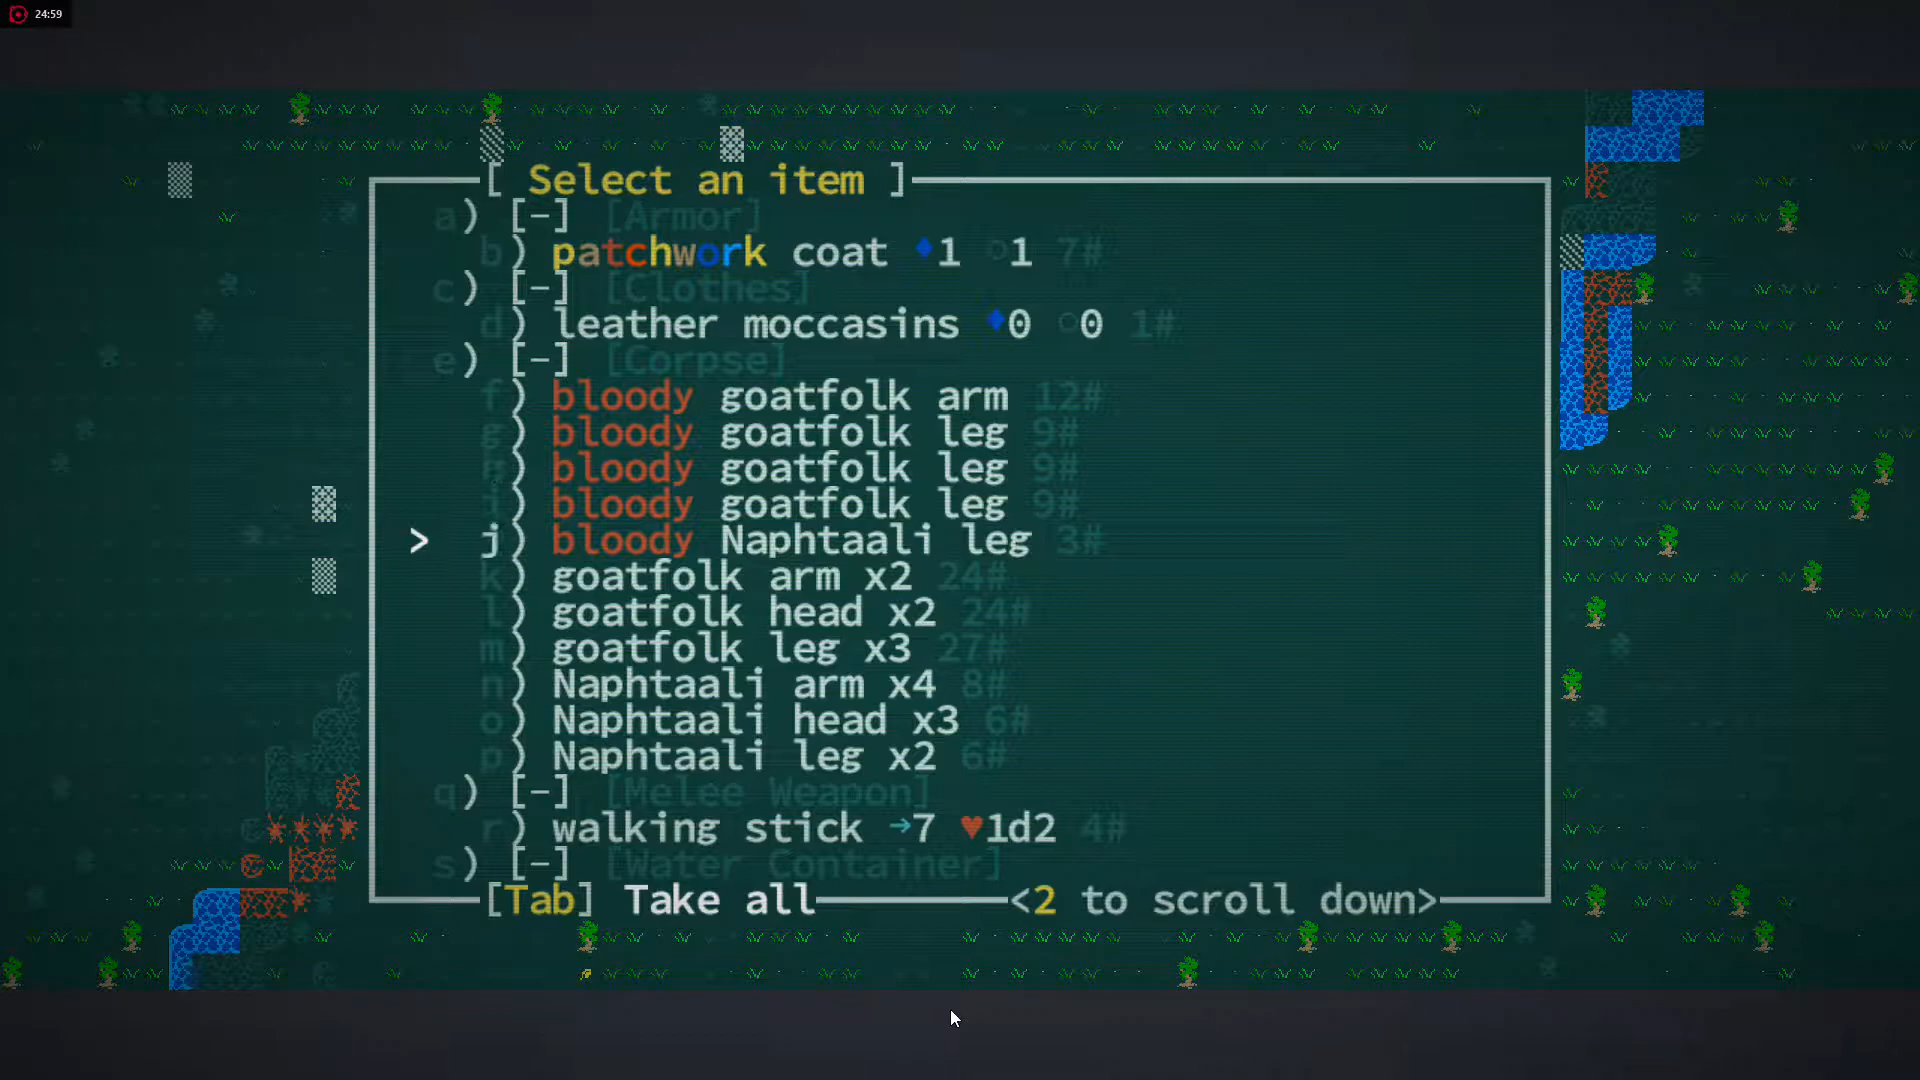 24:59
[ Select an item ]
a) [-] [Armor]
b) patchwork coat ♦1 ○1 7#
c) [-] [Clothes]
d) leather moccasins ♦0 ○0 1#
e) [-] [Corpse]
f) bloody goatfolk arm 12#
g) bloody goatfolk leg 9#
h) bloody goatfolk leg 9#
i) bloody goatfolk leg 9#
> j) bloody Naphtaali leg 3#
k) goatfolk arm x2 24#
l) goatfolk head x2 24#
m) goatfolk leg x3 27#
n) Naphtaali arm x4 8#
o) Naphtaali head x3 6#
p) Naphtaali leg x2 6#
q) [-] [Melee Weapon]
r) walking stick →7 ♥1d2 4#
s) [-] [Water Container]
[Tab] Take all <2 to scroll down>